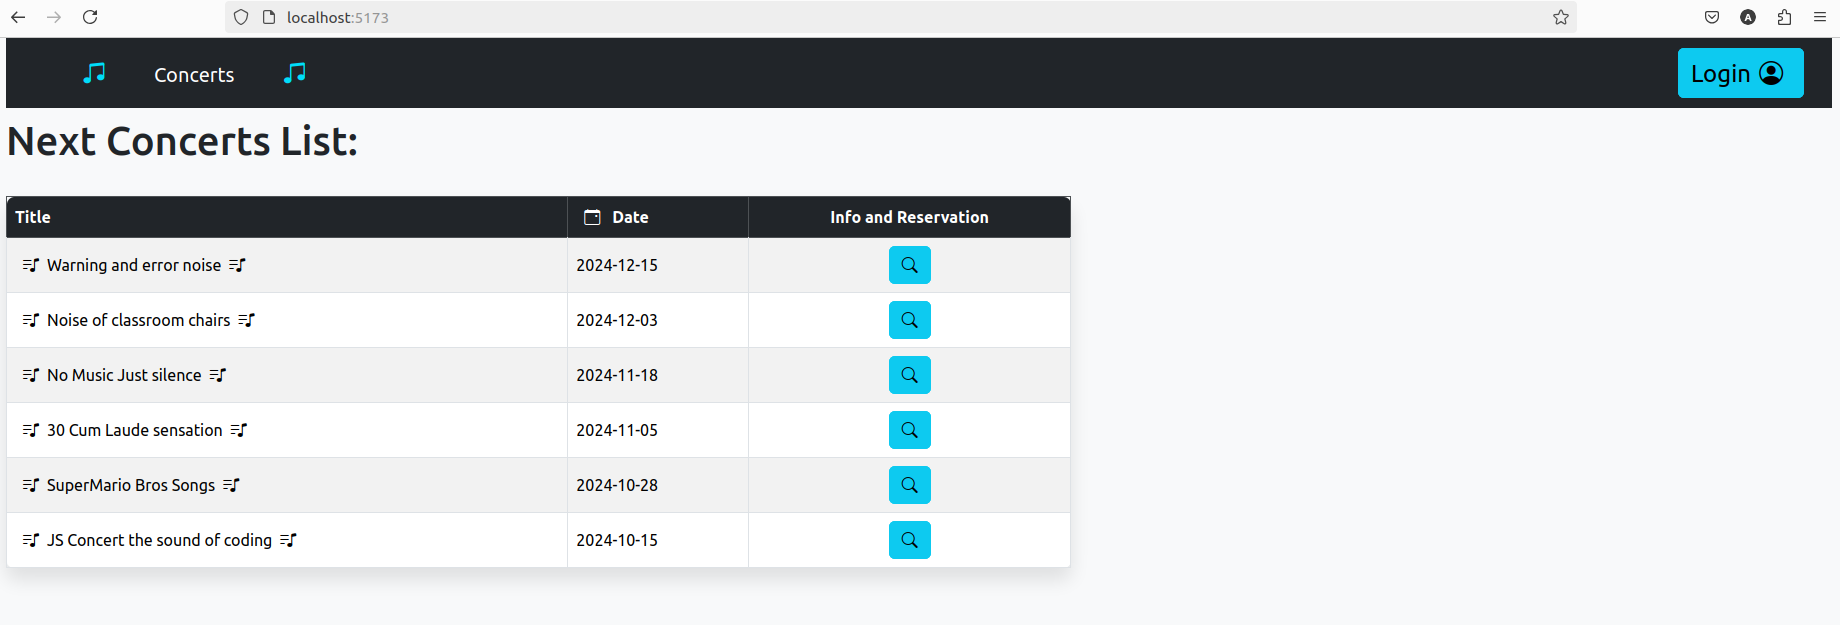 localhost:5173
Concerts
Login
Next Concerts List:
Title Date Info and Reservation
Warning and error noise 2024-12-15
Noise of classroom chairs 2024-12-03
No Music Just silence 2024-11-18
30 Cum Laude sensation 2024-11-05
SuperMario Bros Songs 2024-10-28
JS Concert the sound of coding 2024-10-15